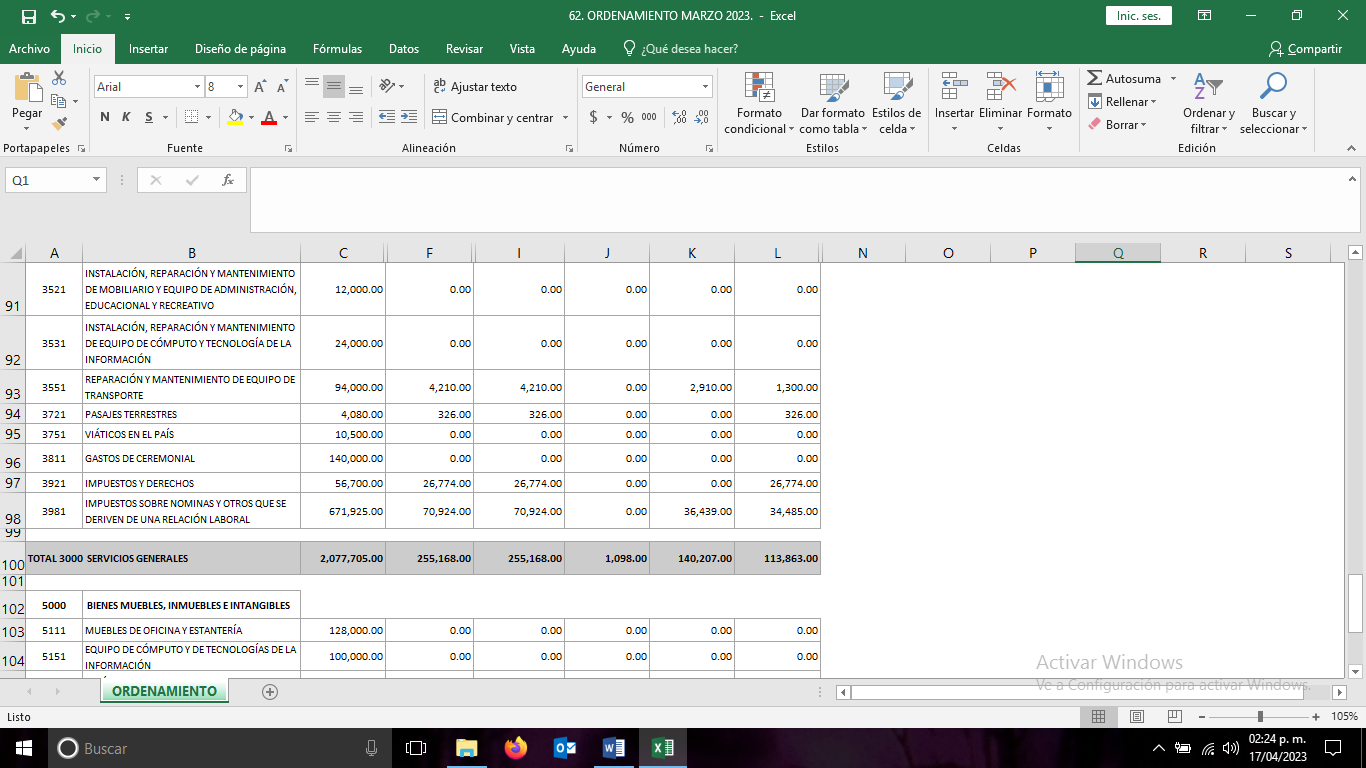 62. ORDENAMIENTO MARZO 2023. - Excel
Inic. ses.
Archivo Inicio Insertar Diseño de página Fórmulas Datos Revisar Vista Ayuda ¿Qué desea hacer? Compartir
Arial 8 ab Ajustar texto General Autosuma
Pegar N K S Combinar y centrar $ % 000 Formato condicional Dar formato como tabla Estilos de celda Insertar Eliminar Formato Rellenar Borrar Ordenar y filtrar Buscar y seleccionar
Portapapeles Fuente Alineación Número Estilos Celdas Edición
Q1 fx
A B C F I J K L N O P Q R S
91 3521 INSTALACIÓN, REPARACIÓN Y MANTENIMIENTO
DE MOBILIARIO Y EQUIPO DE ADMINISTRACIÓN,
EDUCACIONAL Y RECREATIVO 12,000.00 0.00 0.00 0.00 0.00 0.00
92 3531 INSTALACIÓN, REPARACIÓN Y MANTENIMIENTO
DE EQUIPO DE CÓMPUTO Y TECNOLOGÍA DE LA
INFORMACIÓN 24,000.00 0.00 0.00 0.00 0.00 0.00
93 3551 REPARACIÓN Y MANTENIMIENTO DE EQUIPO DE
TRANSPORTE 94,000.00 4,210.00 4,210.00 0.00 2,910.00 1,300.00
94 3721 PASAJES TERRESTRES 4,080.00 326.00 326.00 0.00 0.00 326.00
95 3751 VIÁTICOS EN EL PAÍS 10,500.00 0.00 0.00 0.00 0.00 0.00
96 3811 GASTOS DE CEREMONIAL 140,000.00 0.00 0.00 0.00 0.00 0.00
97 3921 IMPUESTOS Y DERECHOS 56,700.00 26,774.00 26,774.00 0.00 0.00 26,774.00
98 3981 IMPUESTOS SOBRE NOMINAS Y OTROS QUE SE
DERIVEN DE UNA RELACIÓN LABORAL 671,925.00 70,924.00 70,924.00 0.00 36,439.00 34,485.00
99
100 TOTAL 3000 SERVICIOS GENERALES 2,077,705.00 255,168.00 255,168.00 1,098.00 140,207.00 113,863.00
101
102 5000 BIENES MUEBLES, INMUEBLES E INTANGIBLES
103 5111 MUEBLES DE OFICINA Y ESTANTERÍA 128,000.00 0.00 0.00 0.00 0.00 0.00
104 5151 EQUIPO DE CÓMPUTO Y DE TECNOLOGÍAS DE LA
INFORMACIÓN 100,000.00 0.00 0.00 0.00 0.00 0.00
Activar Windows
Ve a Configuración para activar Windows.
ORDENAMIENTO
Listo 105%
Buscar 02:24 p. m.
17/04/2023